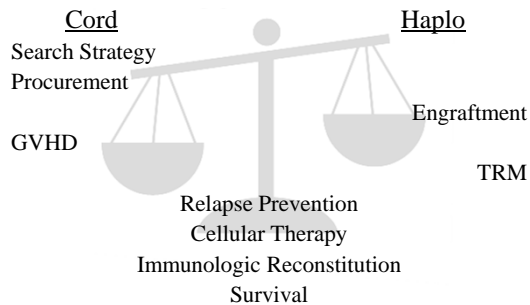 Cord Haplo
Search Strategy
Procurement
Engraftment
GVHD
TRM
Relapse Prevention
Cellular Therapy
Immunologic Reconstitution
Survival